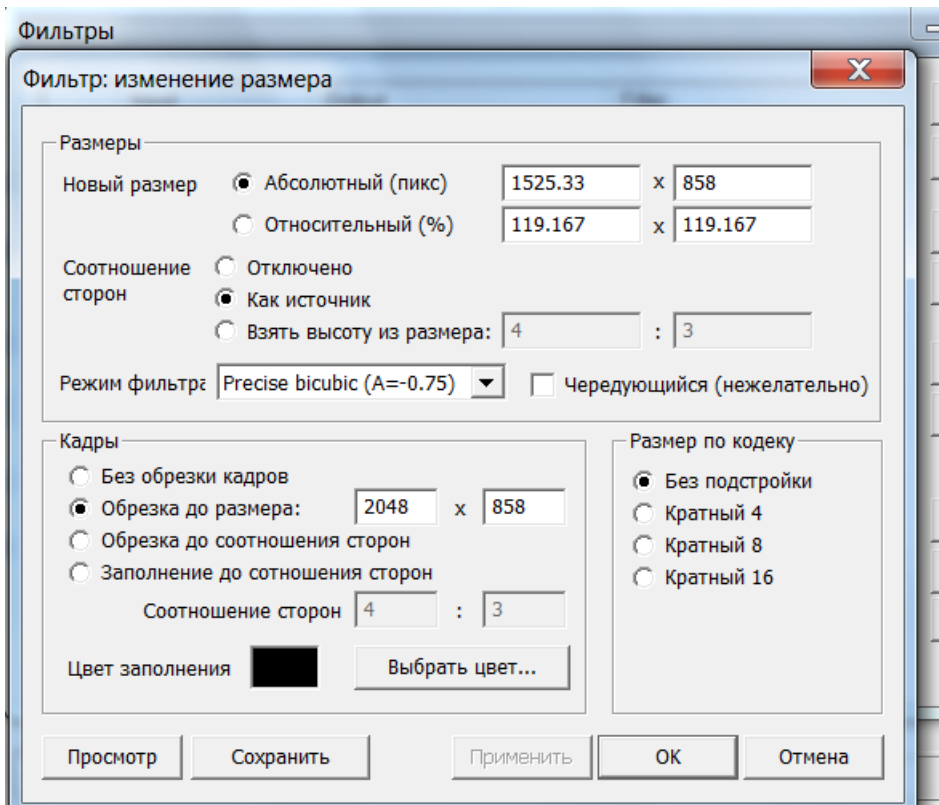 Фильтры
Фильтр: изменение размера
Размеры
Новый размер Абсолютный (пикс) 1525.33 x 858
Относительный (%) 119.167 x 119.167
Соотношение сторон Отключено
Как источник
Взять высоту из размера: 4 : 3
Режим фильтра Precise bicubic (A=-0.75) Чередующийся (нежелательно)
Кадры
Без обрезки кадров
Обрезка до размера: 2048 x 858
Обрезка до соотношения сторон
Заполнение до сотношения сторон
Соотношение сторон 4 : 3
Цвет заполнения Выбрать цвет...
Размер по кодеку
Без подстройки
Кратный 4
Кратный 8
Кратный 16
Просмотр Сохранить Применить OK Отмена